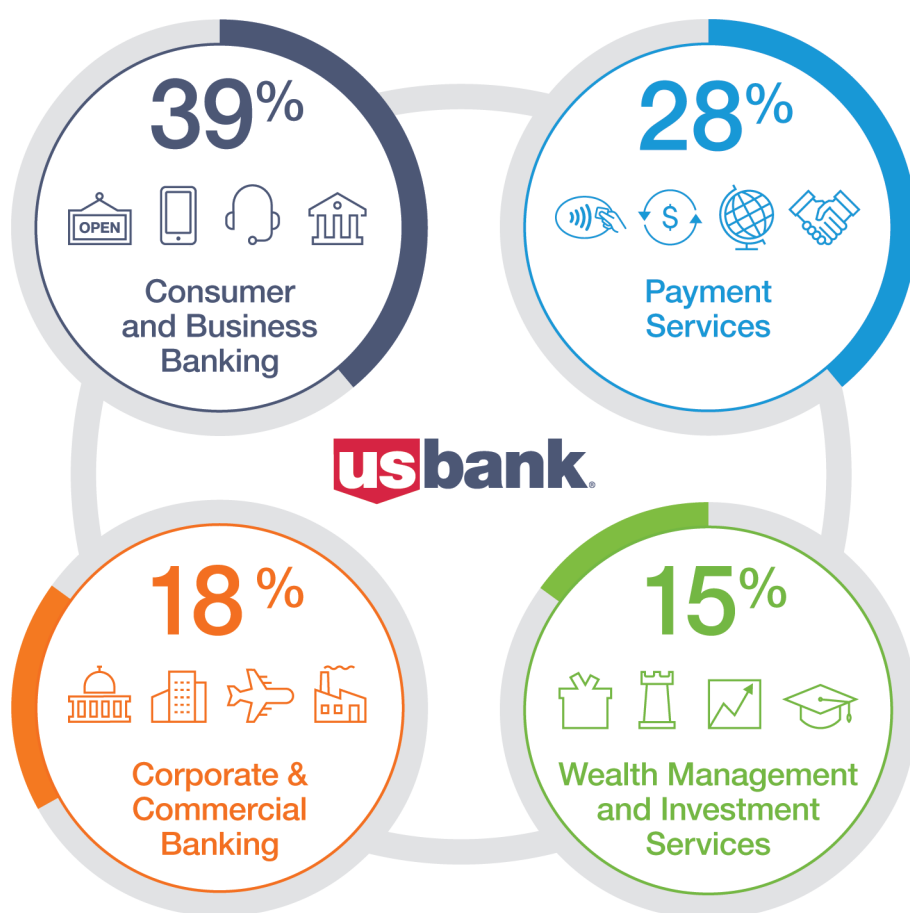 39%
OPEN
Consumer
and Business
Banking
28%
$
Payment
Services
usbank®
18%
Corporate &
Commercial
Banking
15%
Wealth Management
and Investment
Services